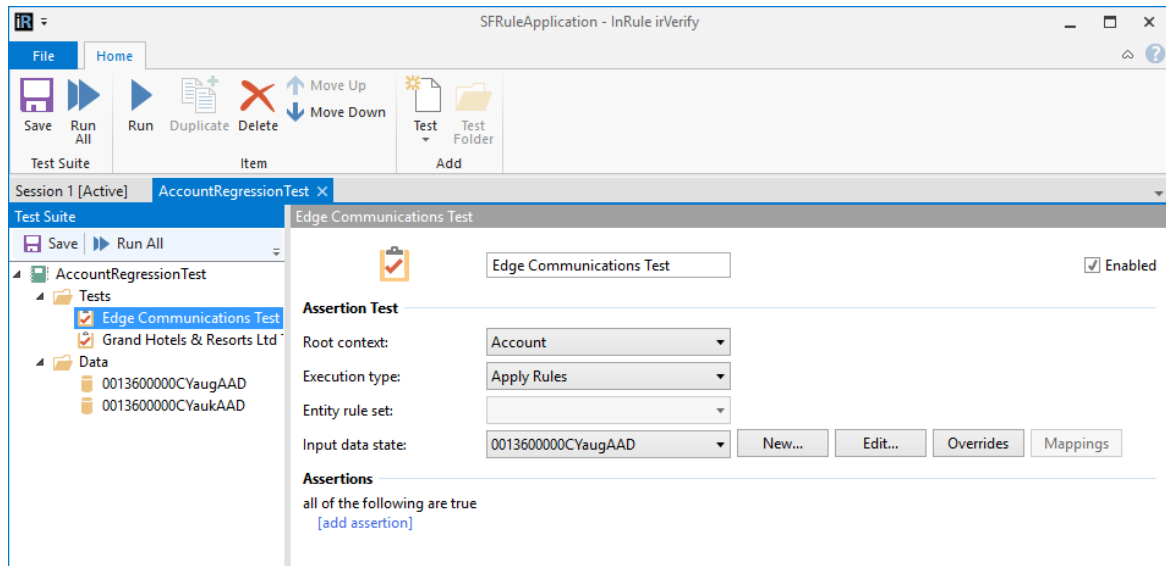 iR
SFRuleApplication - InRule irVerify
File Home
Save Run All
Run Duplicate Delete
Move Up
Move Down
Test Test Folder
Test Suite Item Add
Session 1 [Active] AccountRegressionTest
Test Suite
Save Run All
AccountRegressionTest
Tests
Edge Communications Test
Grand Hotels & Resorts Ltd
Data
0013600000CYaugAAD
0013600000CYaukAAD
Edge Communications Test
Edge Communications Test
Enabled
Assertion Test
Root context: Account
Execution type: Apply Rules
Entity rule set:
Input data state: 0013600000CYaugAAD New... Edit... Overrides Mappings
Assertions
all of the following are true
[add assertion]